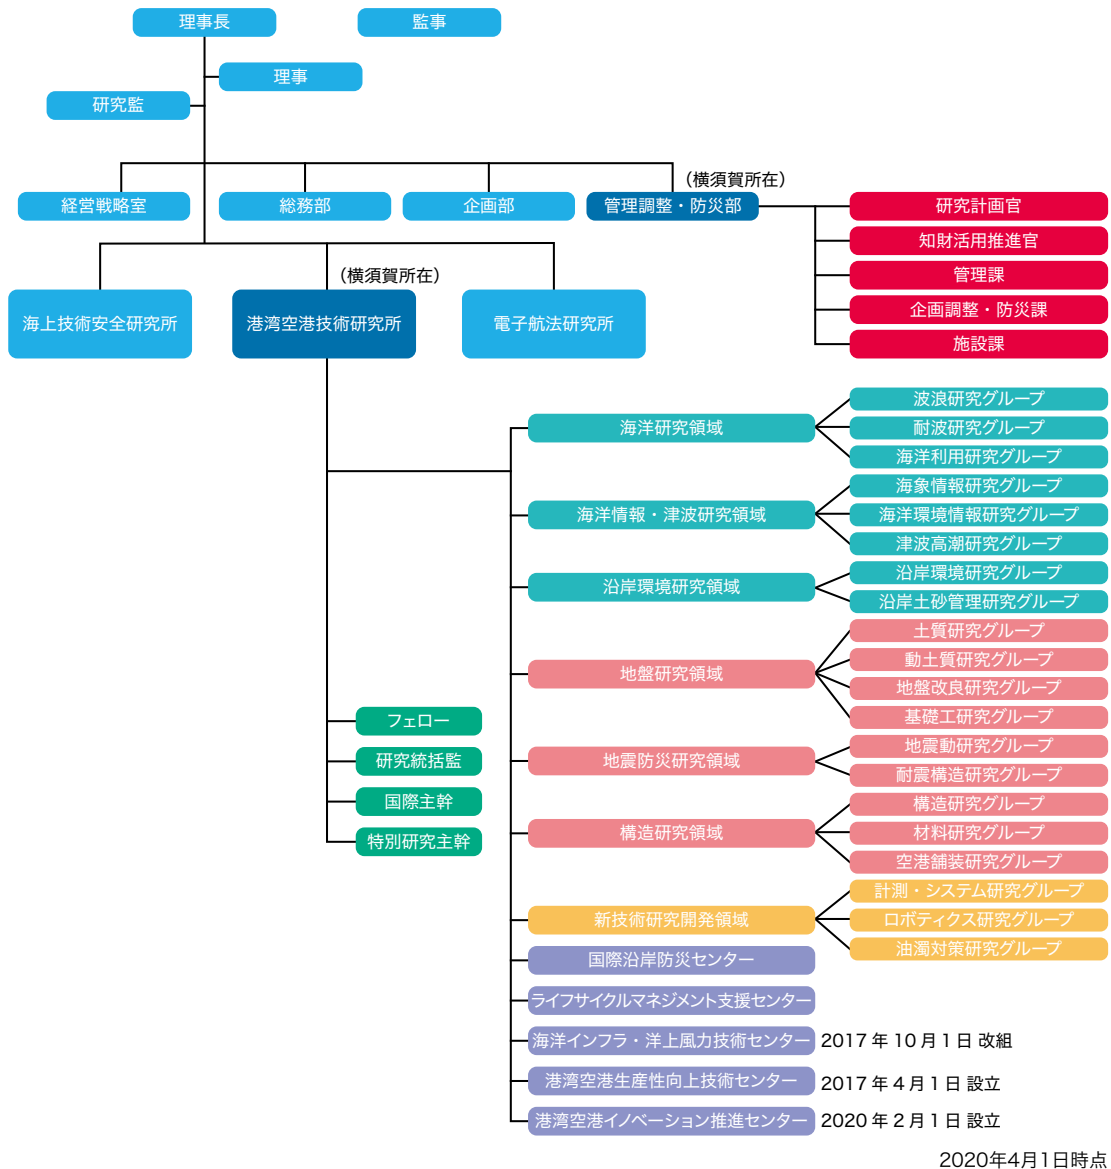 理事長
監事
理事
研究監
(横須賀所在)
経営戦略室
総務部
企画部
管理調整・防災部
研究計画官
知財活用推進官
管理課
企画調整・防災課
施設課
(横須賀所在)
海上技術安全研究所
港湾空港技術研究所
電子航法研究所
海洋研究領域
波浪研究グループ
耐波研究グループ
海洋利用研究グループ
海洋情報・津波研究領域
海象情報研究グループ
海洋環境情報研究グループ
津波高潮研究グループ
沿岸環境研究領域
沿岸環境研究グループ
沿岸土砂管理研究グループ
地盤研究領域
土質研究グループ
動土質研究グループ
地盤改良研究グループ
基礎工研究グループ
フェロー
研究統括監
国際主幹
特別研究主幹
地震防災研究領域
地震動研究グループ
耐震構造研究グループ
構造研究領域
構造研究グループ
材料研究グループ
空港舗装研究グループ
新技術研究開発領域
計測・システム研究グループ
ロボティクス研究グループ
油濁対策研究グループ
国際沿岸防災センター
ライフサイクルマネジメント支援センター
海洋インフラ・洋上風力技術センター 2017年10月1日 改組
港湾空港生産性向上技術センター 2017年4月1日 設立
港湾空港イノベーション推進センター 2020年2月1日 設立
2020年4月1日時点